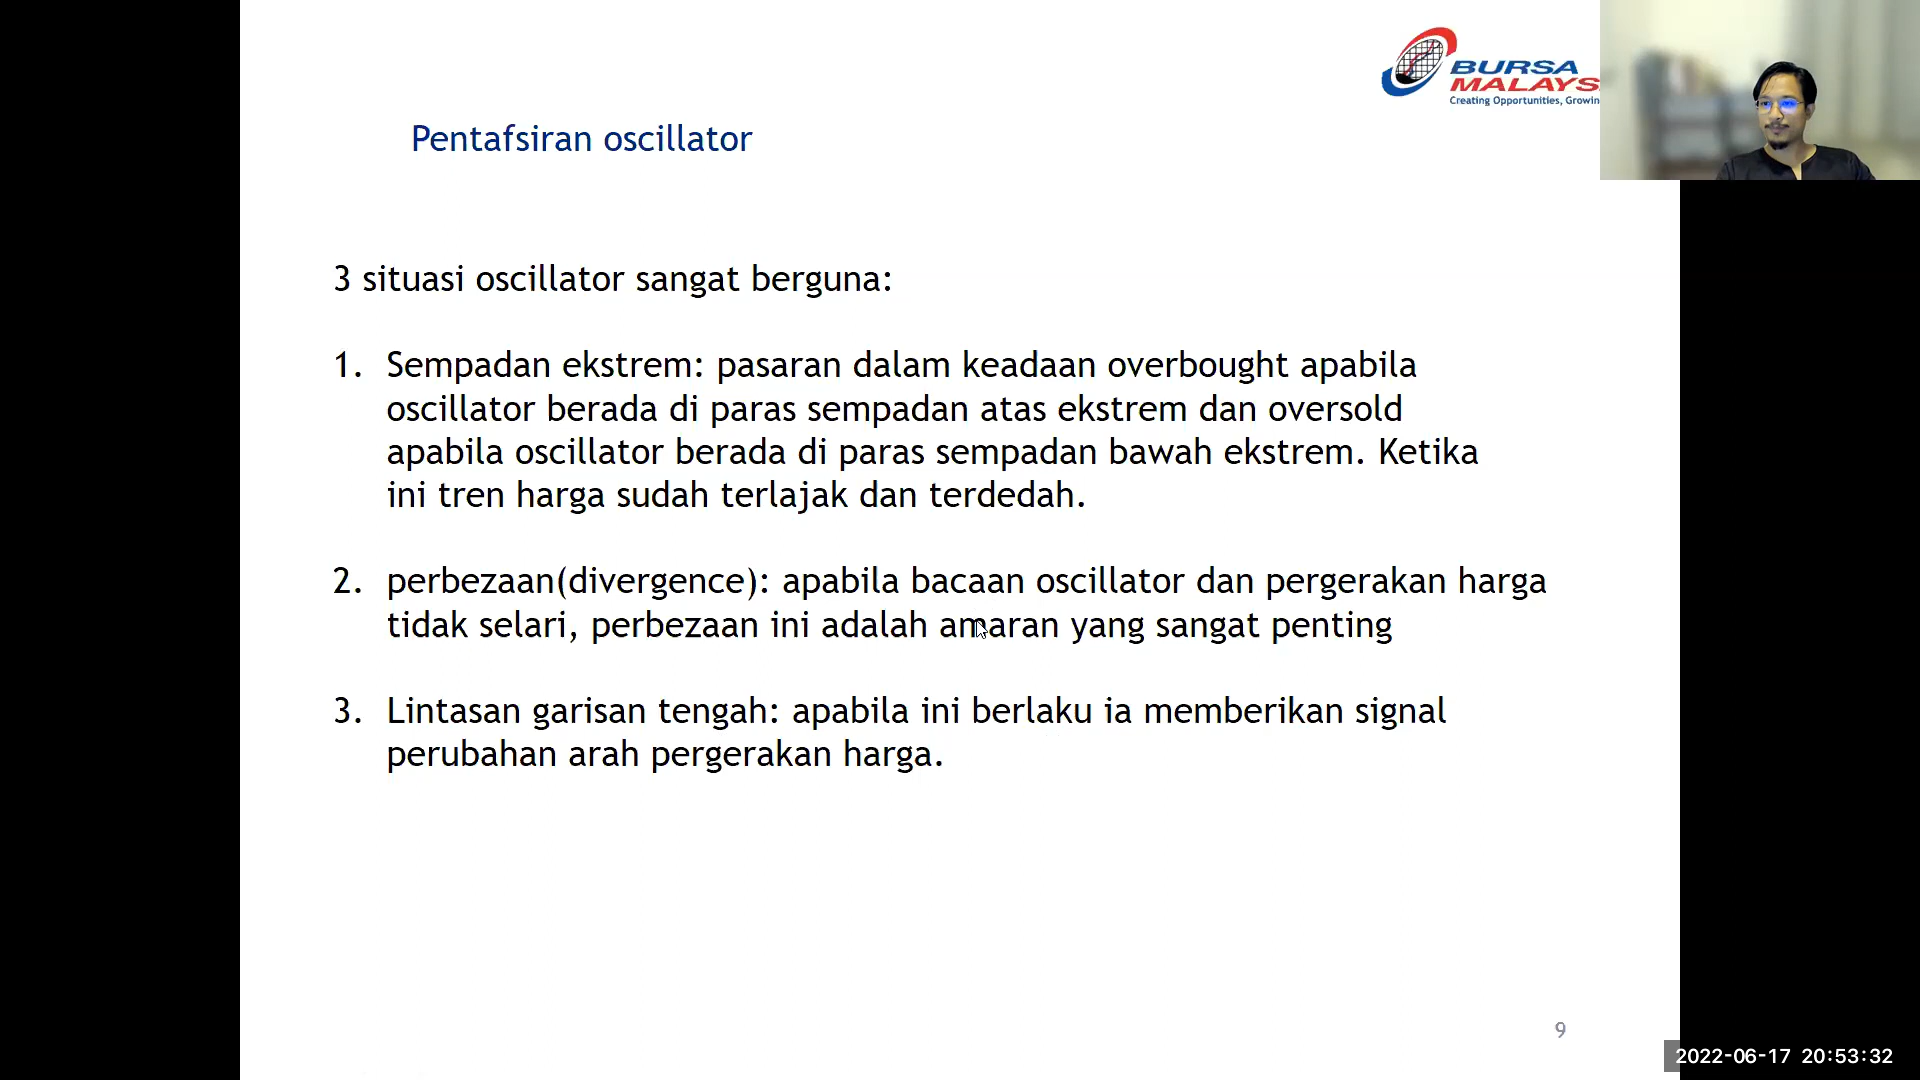 BURSA
MALAYS
Creating Opportunities, Growin
Pentafsiran oscillator
3 situasi oscillator sangat berguna:
1. Sempadan ekstrem: pasaran dalam keadaan overbought apabila
oscillator berada di paras sempadan atas ekstrem dan oversold
apabila oscillator berada di paras sempadan bawah ekstrem. Ketika
ini tren harga sudah terlajak dan terdedah.
2. perbezaan(divergence): apabila bacaan oscillator dan pergerakan harga
tidak selari, perbezaan ini adalah amaran yang sangat penting
3. Lintasan garisan tengah: apabila ini berlaku ia memberikan signal
perubahan arah pergerakan harga.
9
2022-06-17 20:53:32